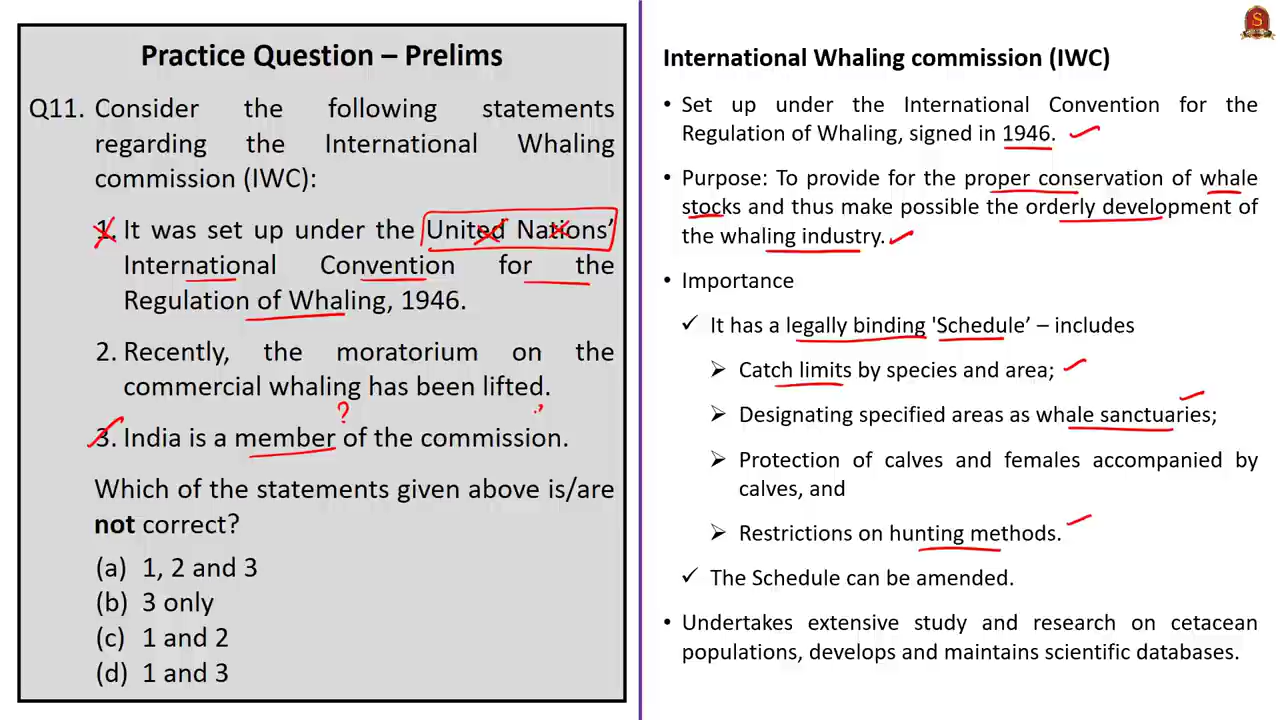 Practice Question – Prelims
Q11. Consider the following statements
regarding the International Whaling
commission (IWC):
1. It was set up under the United Nations’
International Convention for the
Regulation of Whaling, 1946.
2. Recently, the moratorium on the
commercial whaling has been lifted.
?
3. India is a member of the commission.
Which of the statements given above is/are
not correct?
(a) 1, 2 and 3
(b) 3 only
(c) 1 and 2
(d) 1 and 3
S
International Whaling commission (IWC)
• Set up under the International Convention for the
Regulation of Whaling, signed in 1946.
• Purpose: To provide for the proper conservation of whale
stocks and thus make possible the orderly development of
the whaling industry.
• Importance
✓ It has a legally binding 'Schedule’ – includes
➢ Catch limits by species and area;
➢ Designating specified areas as whale sanctuaries;
➢ Protection of calves and females accompanied by
calves, and
➢ Restrictions on hunting methods.
✓ The Schedule can be amended.
• Undertakes extensive study and research on cetacean
populations, develops and maintains scientific databases.